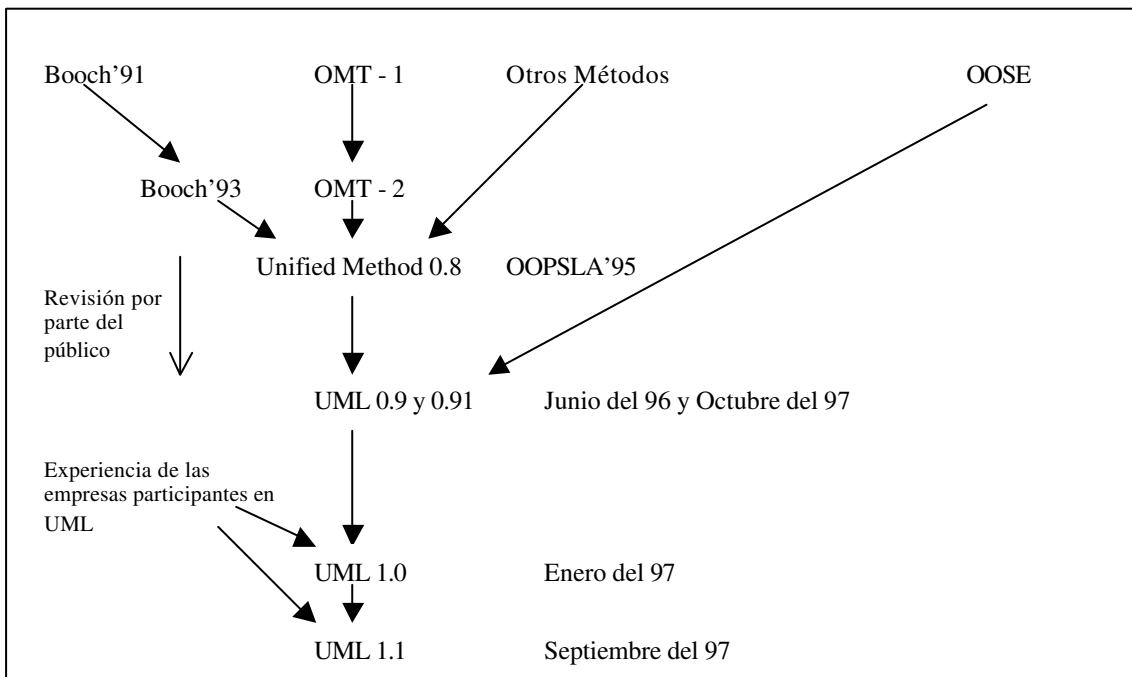 Booch’91 OMT - 1 Otros Métodos OOSE
Booch’93 OMT - 2
Unified Method 0.8 OOPSLA’95
Revisión por
parte del
público
UML 0.9 y 0.91 Junio del 96 y Octubre del 97
Experiencia de las
empresas participantes en
UML
UML 1.0 Enero del 97
UML 1.1 Septiembre del 97